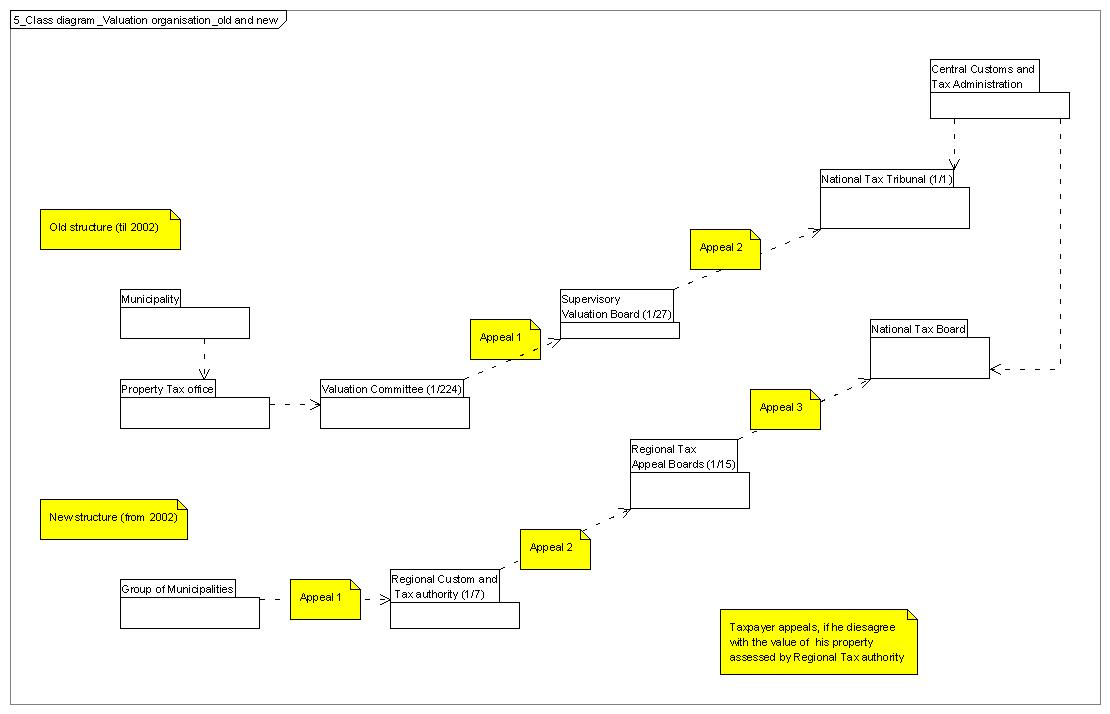 5_Class diagram_Valuation organisation_old and new
Central Customs and
Tax Administration
National Tax Tribunal (1/1)
Old structure (til 2002)
Appeal 2
Municipality
Supervisory
Valuation Board (1/27)
Appeal 1
National Tax Board
Property Tax office
Valuation Committee (1/224)
Appeal 3
Regional Tax
Appeal Boards (1/15)
New structure (from 2002)
Appeal 2
Group of Municipalities
Appeal 1
Regional Custom and
Tax authority (1/7)
Taxpayer appeals, if he diesagree
with the value of his property
assessed by Regional Tax authority